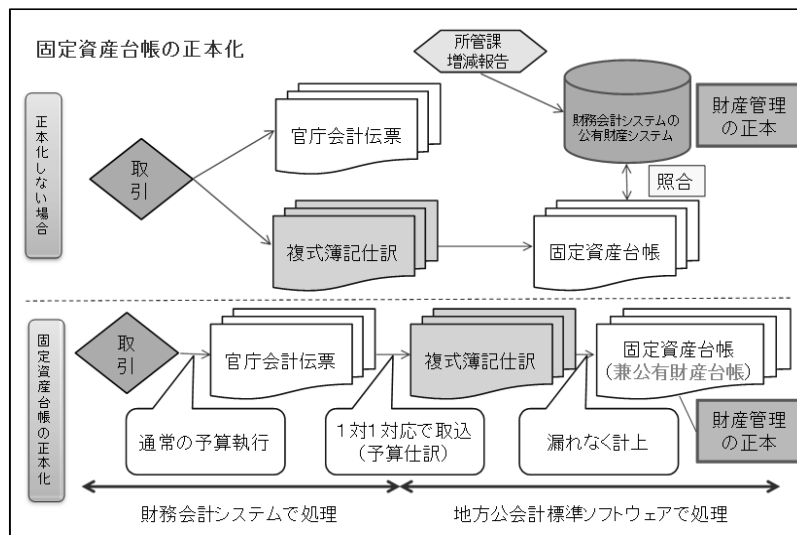 固定資産台帳の正本化
所管課
増減報告
正本化しない場合
取
引
官庁会計伝票
財務会計システムの
公有財産システム
財産管理
の正本
照合
複式簿記仕訳
固定資産台帳
固定資産台帳の正本化
取
引
官庁会計伝票
複式簿記仕訳
固定資産台帳
(兼公有財産台帳)
通常の予算執行
1対1対応で取込
(予算仕訳)
漏れなく計上
財産管理
の正本
財務会計システムで処理
地方公会計標準ソフトウェアで処理